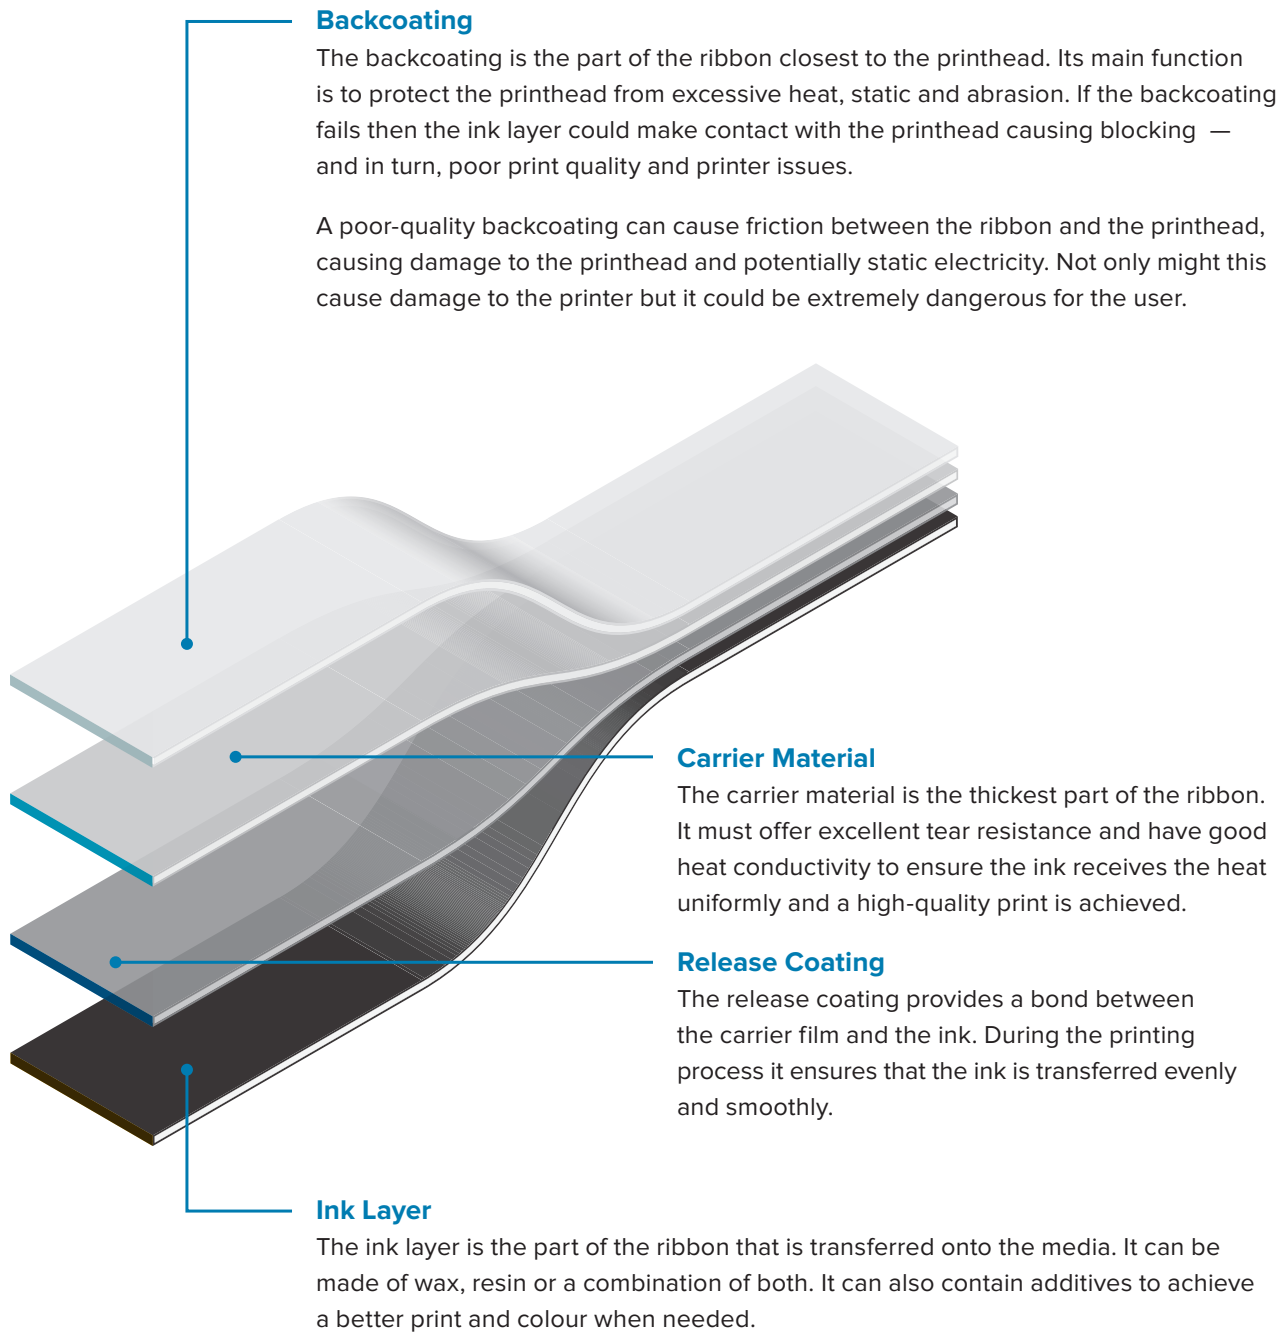 Backcoating
The backcoating is the part of the ribbon closest to the printhead. Its main function
is to protect the printhead from excessive heat, static and abrasion. If the backcoating
fails then the ink layer could make contact with the printhead causing blocking —
and in turn, poor print quality and printer issues.
A poor-quality backcoating can cause friction between the ribbon and the printhead,
causing damage to the printhead and potentially static electricity. Not only might this
cause damage to the printer but it could be extremely dangerous for the user.
Carrier Material
The carrier material is the thickest part of the ribbon.
It must offer excellent tear resistance and have good
heat conductivity to ensure the ink receives the heat
uniformly and a high-quality print is achieved.
Release Coating
The release coating provides a bond between
the carrier film and the ink. During the printing
process it ensures that the ink is transferred evenly
and smoothly.
Ink Layer
The ink layer is the part of the ribbon that is transferred onto the media. It can be
made of wax, resin or a combination of both. It can also contain additives to achieve
a better print and colour when needed.